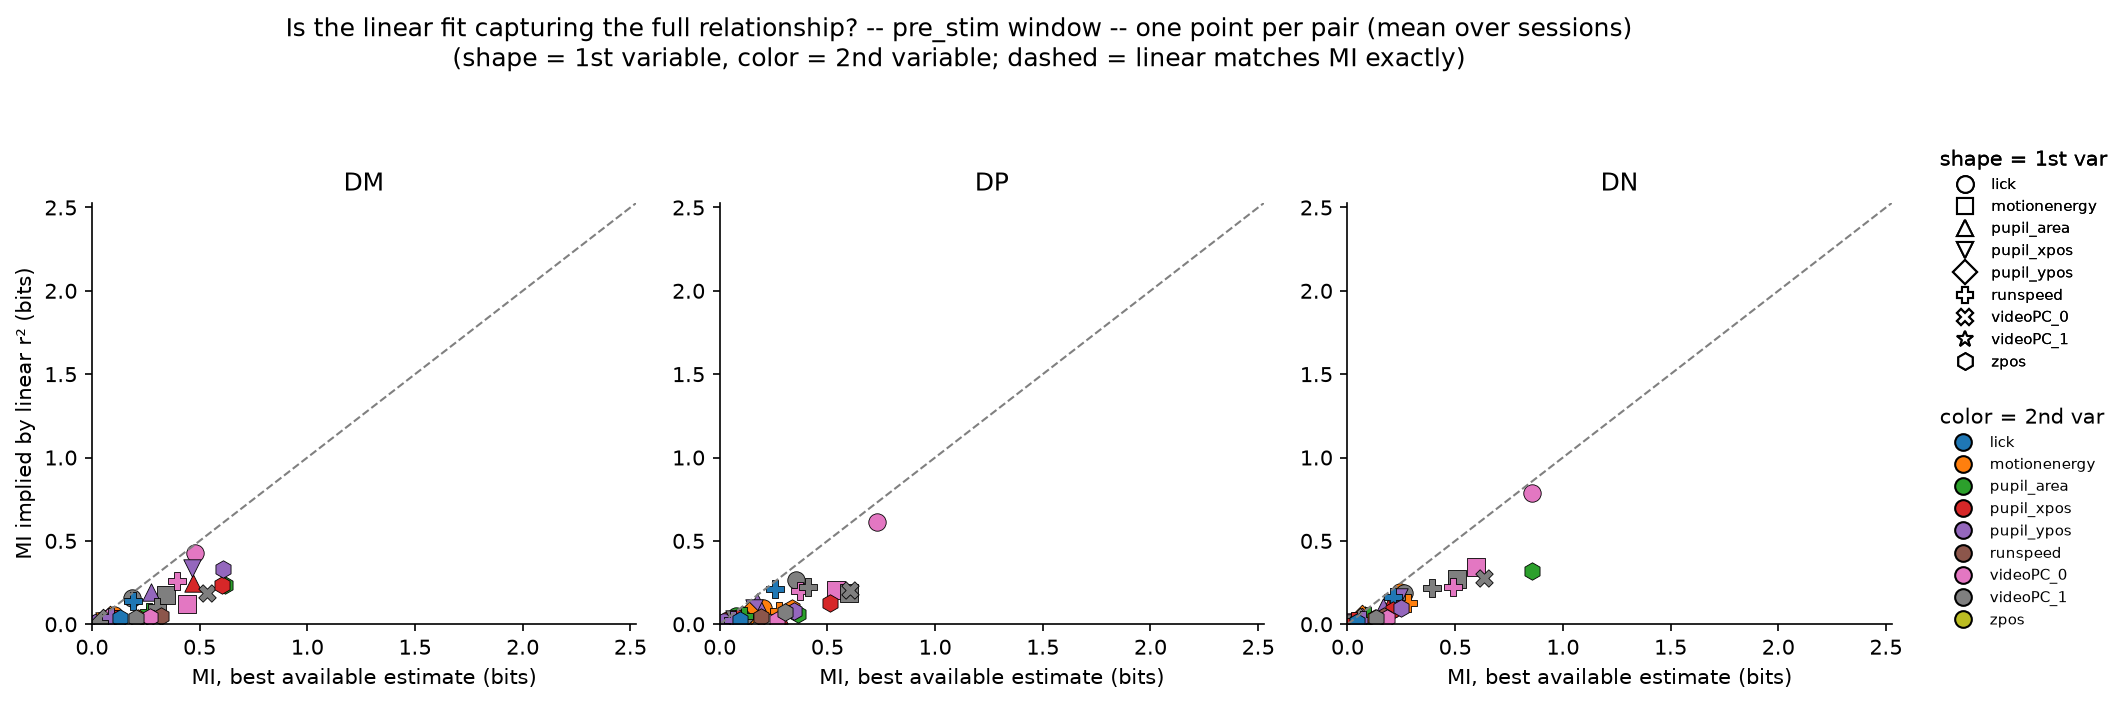 Is the linear fit capturing the full relationship? -- pre_stim window -- one point per pair (mean over sessions)
(shape = 1st variable, color = 2nd variable; dashed = linear matches MI exactly)
DM
MI implied by linear r² (bits)
2.5
2.0
1.5
1.0
0.5
0.0
0.0 0.5 1.0 1.5 2.0 2.5
MI, best available estimate (bits)
DP
2.5
2.0
1.5
1.0
0.5
0.0
0.0 0.5 1.0 1.5 2.0 2.5
MI, best available estimate (bits)
DN
2.5
2.0
1.5
1.0
0.5
0.0
0.0 0.5 1.0 1.5 2.0 2.5
MI, best available estimate (bits)
shape = 1st var
lick
motionenergy
pupil_area
pupil_xpos
pupil_ypos
runspeed
videoPC_0
videoPC_1
zpos
color = 2nd var
lick
motionenergy
pupil_area
pupil_xpos
pupil_ypos
runspeed
videoPC_0
videoPC_1
zpos